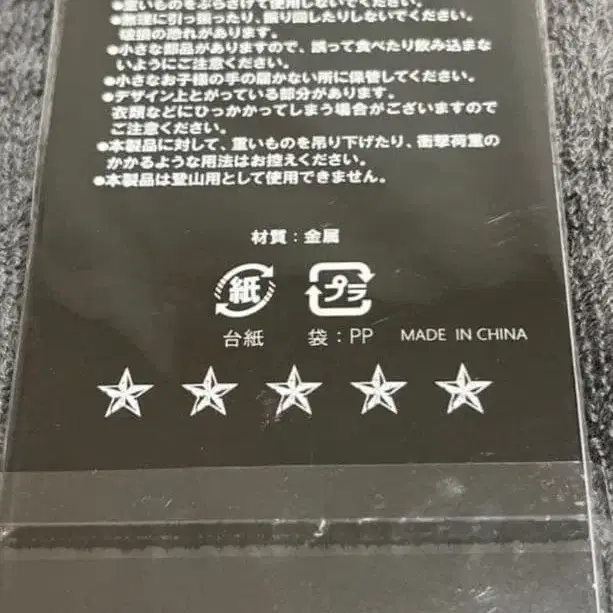 ●重いものをぶらさげて使用しないでください。
●無理に引っ張ったり、振り回したりしないでください。
破損の恐れがあります。
●小さな部品がありますので、誤って食べたり飲み込まな
いようにご注意ください。
●小さなお子様の手の届かない所に保管してください。
●デザイン上とがっている部分があります。
衣類などにひっかかってしまう場合がございますので
ご注意ください。
●本製品に対して、重いものを吊り下げたり、衝撃荷重の
かかるような用法はお控えください。
●本製品は登山用として使用できません。
材質：金属
紙 プラ
台紙 袋：PP MADE IN CHINA